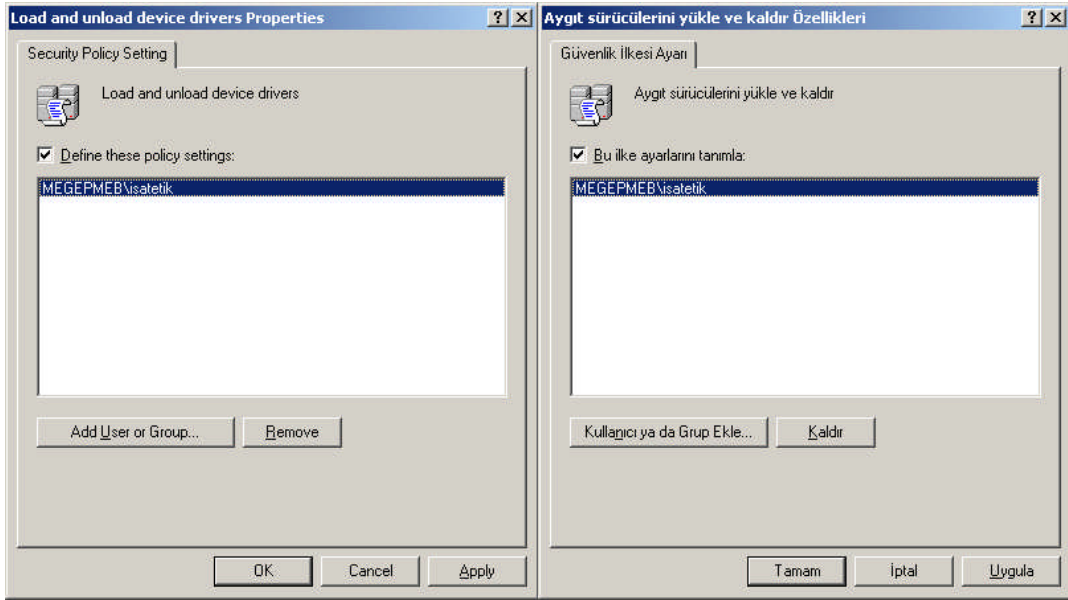 Load and unload device drivers Properties
Security Policy Setting
Load and unload device drivers
Define these policy settings:
MEGEPMEB\isatetik
Add User or Group...
Remove
OK
Cancel
Apply
Aygıt sürücülerini yükle ve kaldır Özellikleri
Güvenlik İlkesi Ayarı
Aygıt sürücülerini yükle ve kaldır
Bu ilke ayarlarını tanımla:
MEGEPMEB\isatetik
Kullanıcı ya da Grup Ekle...
Kaldır
Tamam
İptal
Uygula